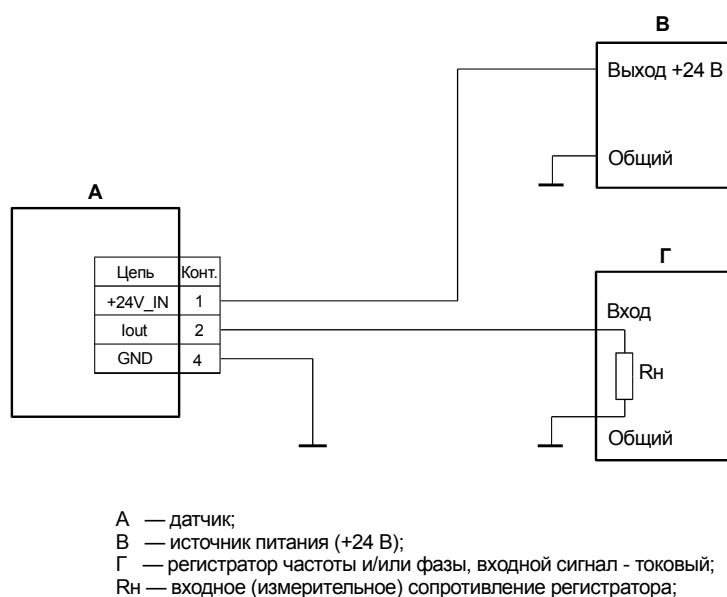 В
Выход +24 В
Общий
А
Цепь Конт.
+24V_IN 1
Iout 2
GND 4
Г
Вход
Rн
Общий
А — датчик;
В — источник питания (+24 В);
Г — регистратор частоты и/или фазы, входной сигнал - токовый;
Rн — входное (измерительное) сопротивление регистратора;